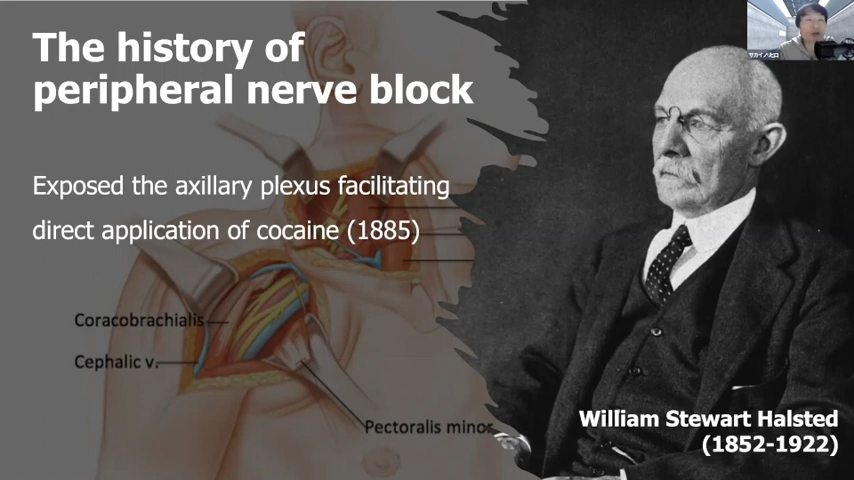 The history of
peripheral nerve block
Exposed the axillary plexus facilitating
direct application of cocaine (1885)
Coracobrachialis
Cephalic v.
Pectoralis minor
William Stewart Halsted
(1852-1922)